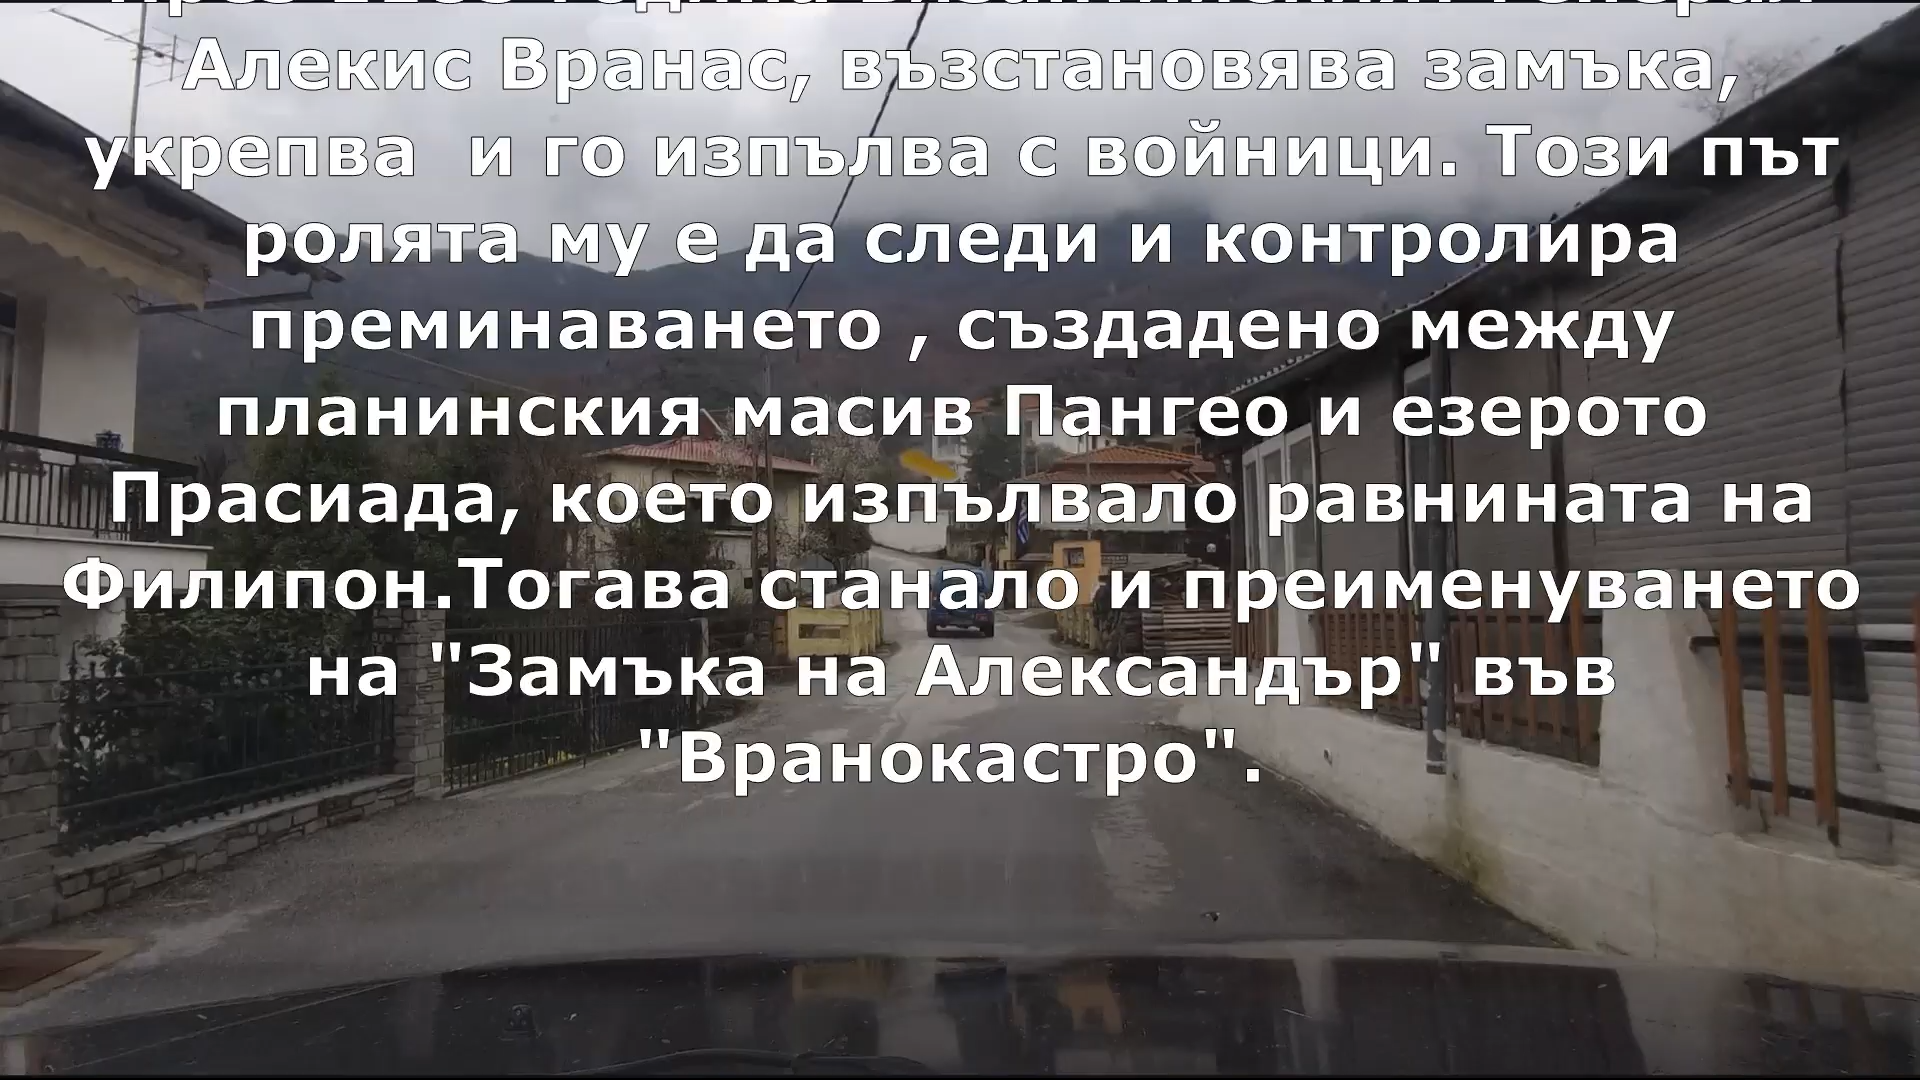 Алекис Вранас, възстановява замъка,
укрепва  и го изпълва с войници. Този път
ролята му е да следи и контролира
преминаването , създадено между
планинския масив Пангео и езерото
Прасиада, което изпълвало равнината на
Филипон.Тогава станало и преименуването
на "Замъка на Александър" във
"Вранокастро".